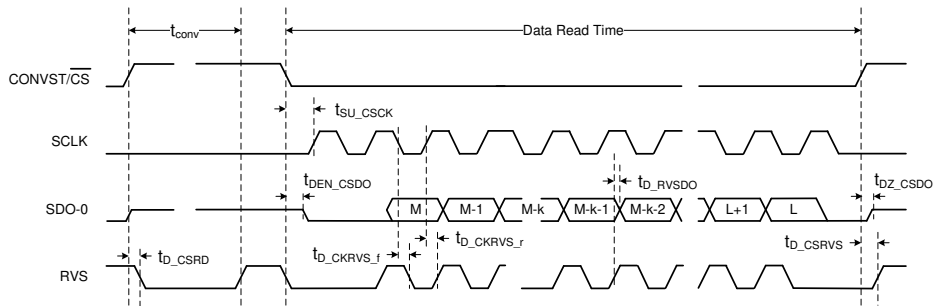 t_conv
Data Read Time
CONVST/C̅S̅
t_SU_CSCK
SCLK
t_DEN_CSDO
t_D_RVSDO
t_DZ_CSDO
SDO-0
M M-1 M-k M-k-1 M-k-2 L+1 L
t_D_CSRD
t_D_CKRVS_f
t_D_CKRVS_r
t_D_CSRVS
RVS